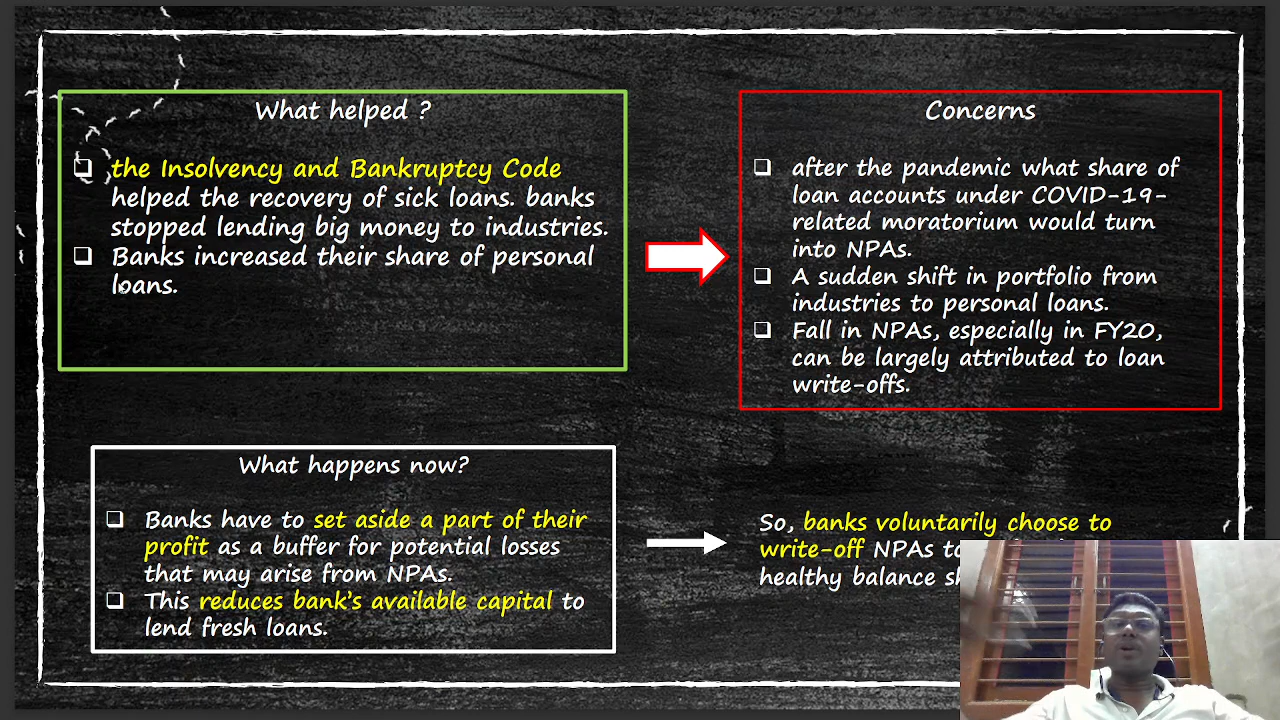 What helped ?
the Insolvency and Bankruptcy Code
helped the recovery of sick loans. banks
stopped lending big money to industries.
Banks increased their share of personal
loans.
Concerns
after the pandemic what share of
loan accounts under COVID-19-
related moratorium would turn
into NPAs.
A sudden shift in portfolio from
industries to personal loans.
Fall in NPAs, especially in FY20,
can be largely attributed to loan
write-offs.
What happens now?
Banks have to set aside a part of their
profit as a buffer for potential losses
that may arise from NPAs.
This reduces bank's available capital to
lend fresh loans.
So, banks voluntarily choose to
write-off NPAs to
healthy balance